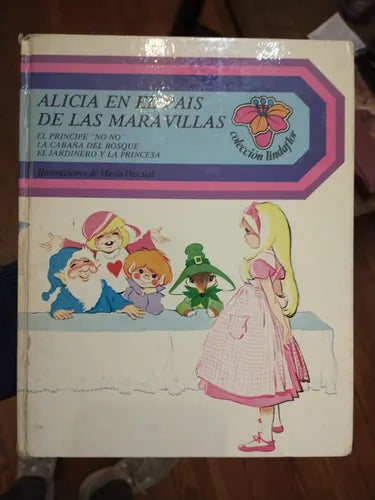 ALICIA EN EL PAIS
DE LAS MARAVILLAS
EL PRINCIPE "NO-NO"
LA CABAÑA DEL BOSQUE
EL JARDINERO Y LA PRINCESA
Ilustraciones de María Pascual
colección lindaflor